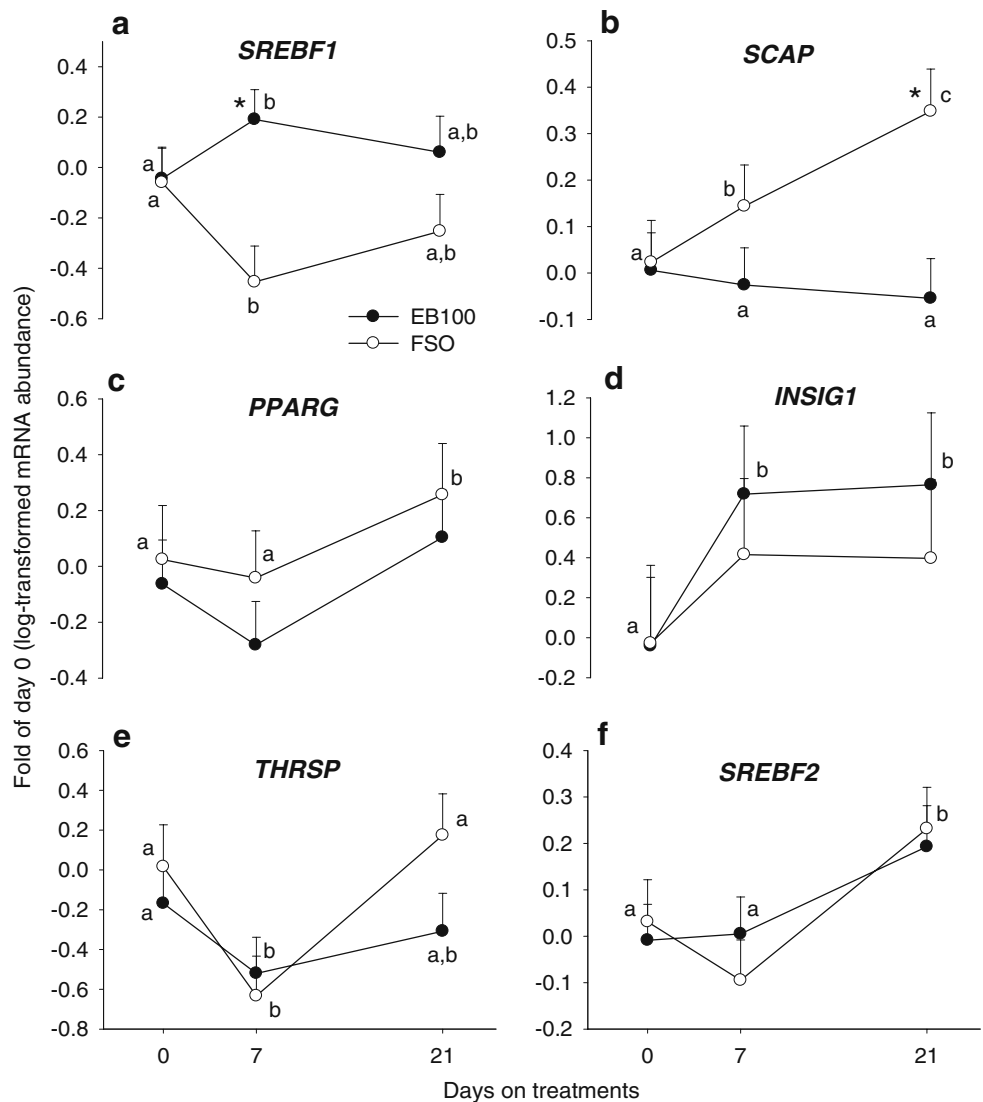 a
SREBF1
0.4
0.2
0.0
-0.2
-0.4
-0.6
a
a
*
b
b
a,b
a,b
EB100
FSO
b
SCAP
0.5
0.4
0.3
0.2
0.1
0.0
-0.1
a
b
a
*
c
a
c
PPARG
0.6
0.4
0.2
0.0
-0.2
-0.4
a
a
b
d
INSIG1
1.2
1.0
0.8
0.6
0.4
0.2
0.0
-0.2
a
b
b
e
THRSP
0.6
0.4
0.2
0.0
-0.2
-0.4
-0.6
-0.8
a
a
b
b
a
a,b
0
7
21
f
SREBF2
0.4
0.3
0.2
0.1
0.0
-0.1
-0.2
a
a
b
0
7
21
Fold of day 0 (log-transformed mRNA abundance)
Days on treatments